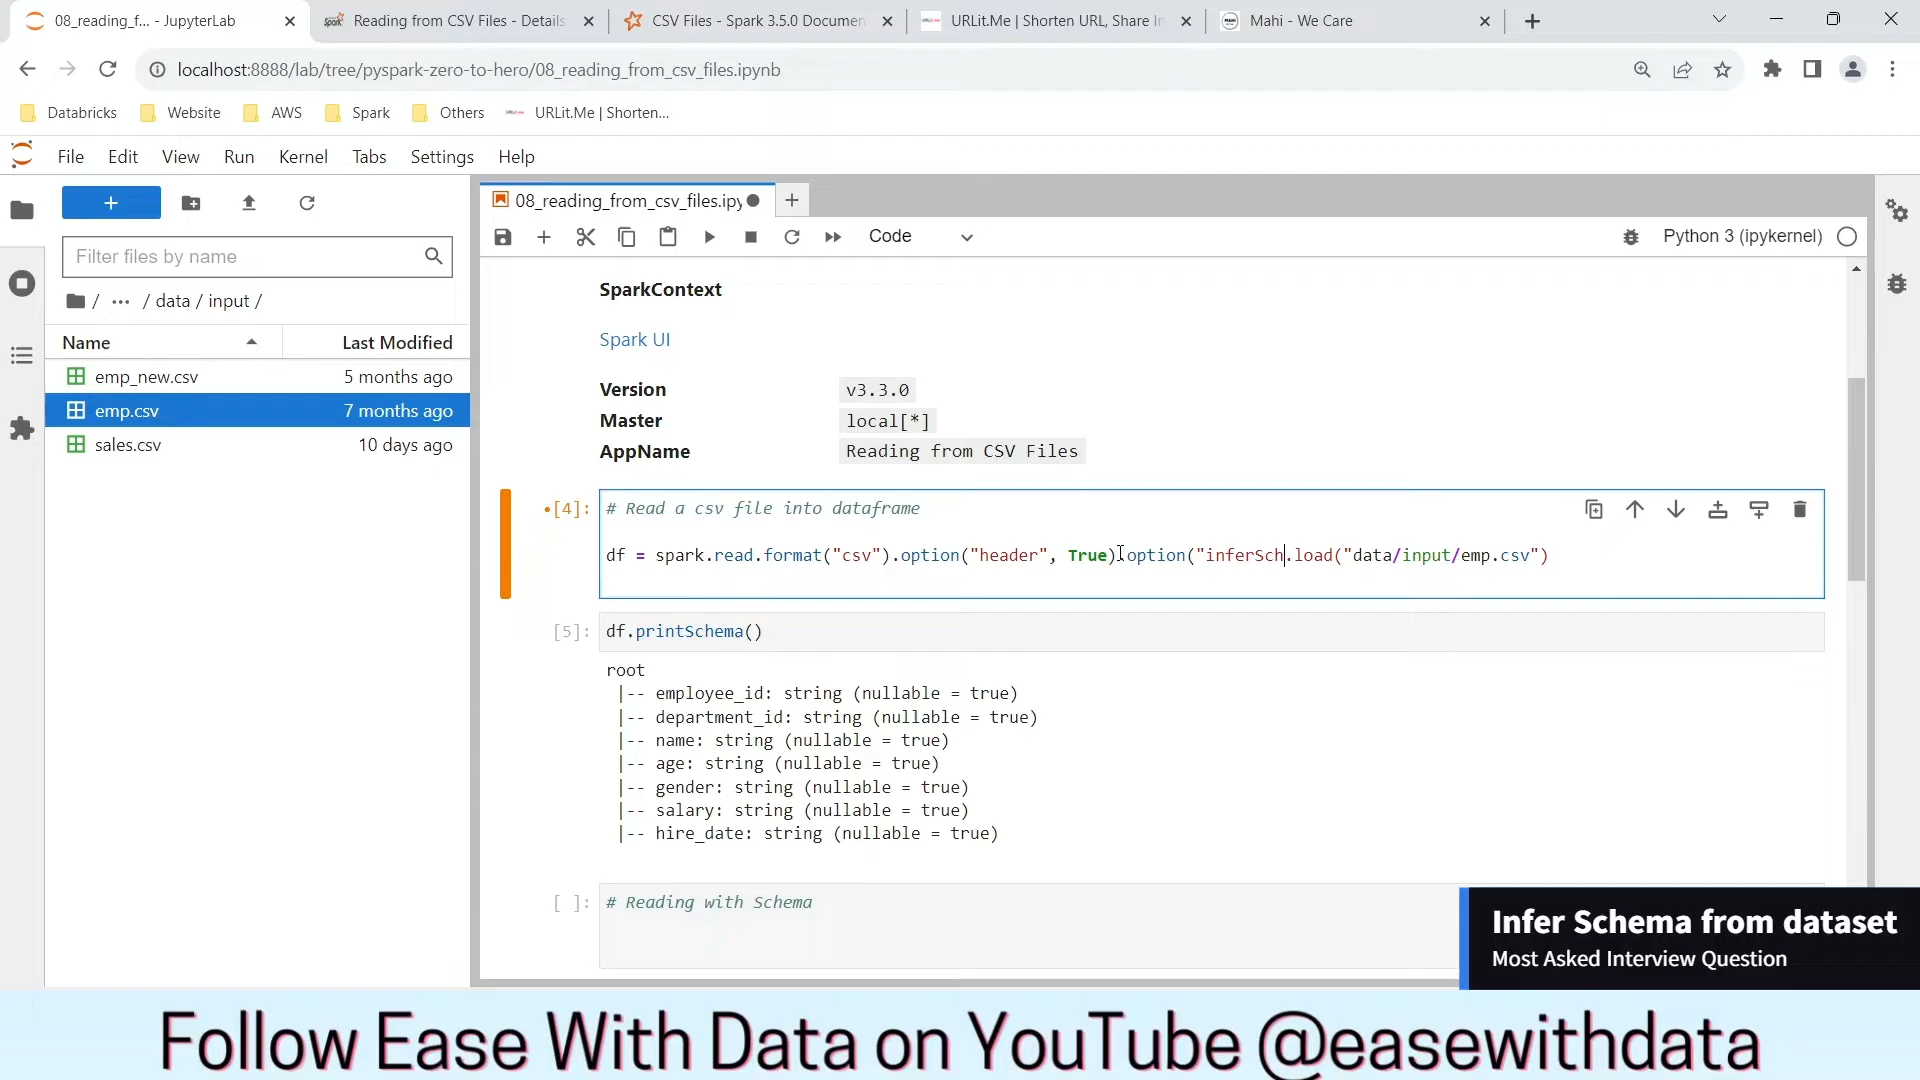 08_reading_f... - JupyterLab
Reading from CSV Files - Details
CSV Files - Spark 3.5.0 Documen
URLit.Me | Shorten URL, Share In
Mahi - We Care
localhost:8888/lab/tree/pyspark-zero-to-hero/08_reading_from_csv_files.ipynb
Databricks
Website
AWS
Spark
Others
URLit.Me | Shorten...
File
Edit
View
Run
Kernel
Tabs
Settings
Help
08_reading_from_csv_files.ipy
Filter files by name
Code
Python 3 (ipykernel)
/ ··· / data / input /
Name
Last Modified
emp_new.csv
5 months ago
emp.csv
7 months ago
sales.csv
10 days ago
SparkContext
Spark UI
Version
v3.3.0
Master
local[*]
AppName
Reading from CSV Files
•[4]:
# Read a csv file into dataframe
df = spark.read.format("csv").option("header", True).option("inferSch.load("data/input/emp.csv")
[5]:
df.printSchema()
root
|-- employee_id: string (nullable = true)
|-- department_id: string (nullable = true)
|-- name: string (nullable = true)
|-- age: string (nullable = true)
|-- gender: string (nullable = true)
|-- salary: string (nullable = true)
|-- hire_date: string (nullable = true)
[ ]:
# Reading with Schema
Infer Schema from dataset
Most Asked Interview Question
Follow Ease With Data on YouTube @easewithdata